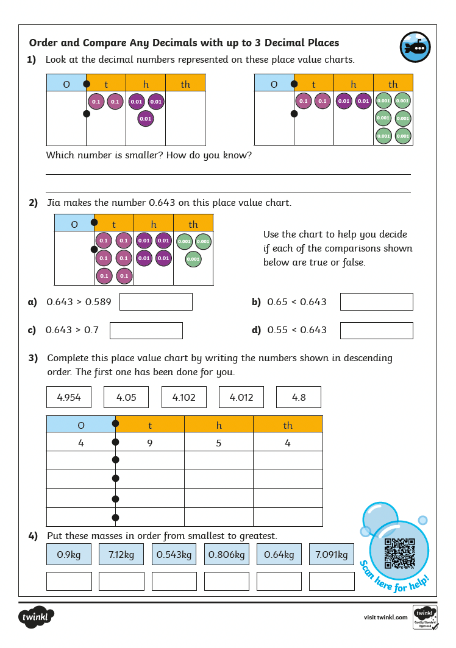 Order and Compare Any Decimals with up to 3 Decimal Places
1) Look at the decimal numbers represented on these place value charts.
O t h th
0.1 0.1 0.01 0.01
0.01
O t h th
0.1 0.1 0.01 0.01 0.001 0.001
0.001 0.001
0.001 0.001
Which number is smaller? How do you know?
2) Jia makes the number 0.643 on this place value chart.
O t h th
0.1 0.1 0.01 0.01 0.001 0.001
0.1 0.1 0.01 0.01 0.001
0.1 0.1
Use the chart to help you decide
if each of the comparisons shown
below are true or false.
a) 0.643 > 0.589
b) 0.65 < 0.643
c) 0.643 > 0.7
d) 0.55 < 0.643
3) Complete this place value chart by writing the numbers shown in descending
order. The first one has been done for you.
4.954 4.05 4.102 4.012 4.8
O t h th
4 9 5 4
4) Put these masses in order from smallest to greatest.
0.9kg 7.12kg 0.543kg 0.806kg 0.64kg 7.091kg
Scan here for help!
twinkl
visit twinkl.com
twinkl